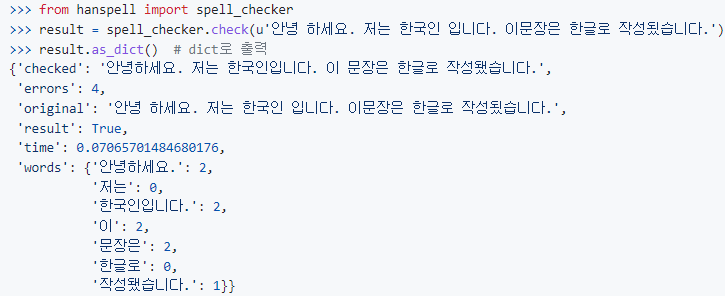 >>> from hanspell import spell_checker
>>> result = spell_checker.check(u'안녕 하세요. 저는 한국인 입니다. 이문장은 한글로 작성됬습니다.')
>>> result.as_dict()  # dict로 출력
{'checked': '안녕하세요. 저는 한국인입니다. 이 문장은 한글로 작성됐습니다.',
 'errors': 4,
 'original': '안녕 하세요. 저는 한국인 입니다. 이문장은 한글로 작성됬습니다.',
 'result': True,
 'time': 0.07065701484680176,
 'words': {'안녕하세요.': 2,
           '저는': 0,
           '한국인입니다.': 2,
           '이': 2,
           '문장은': 2,
           '한글로': 0,
           '작성됐습니다.': 1}}